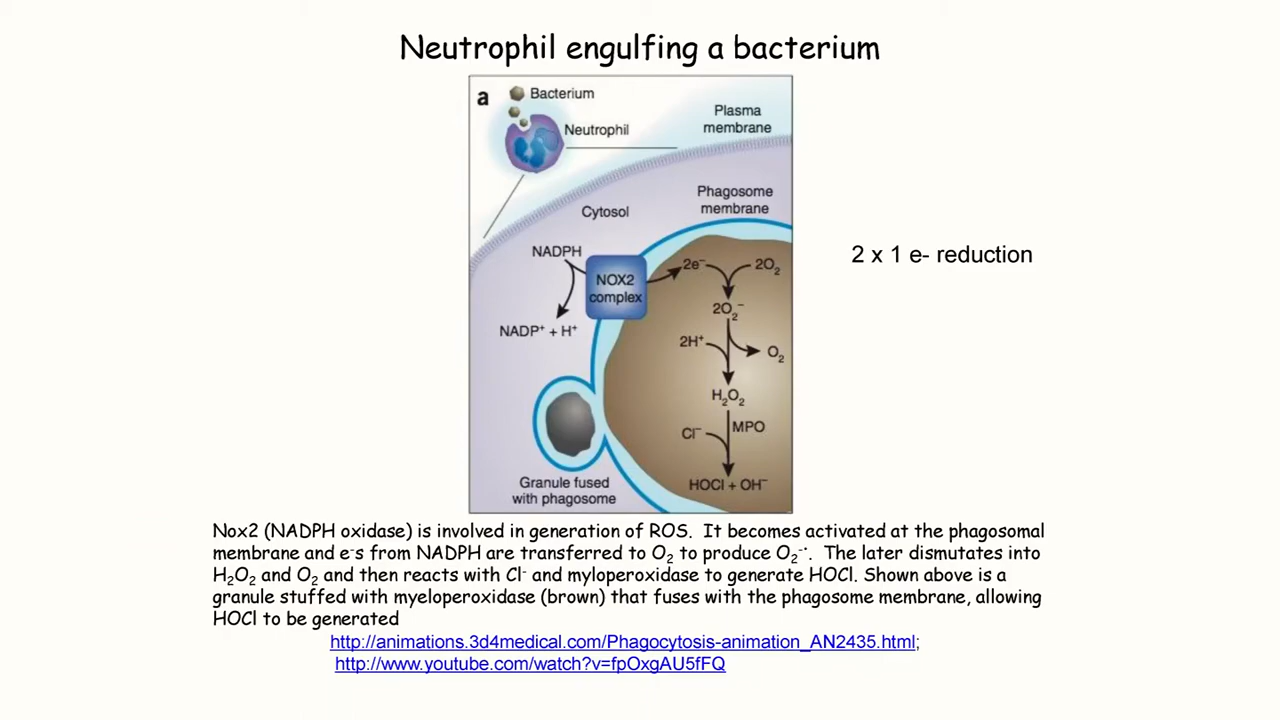 Neutrophil engulfing a bacterium
a
Bacterium
Neutrophil
Plasma
membrane
Phagosome
membrane
Cytosol
NADPH
NOX2
complex
2e⁻
2O₂
NADP⁺ + H⁺
2O₂⁻
2H⁺
O₂
H₂O₂
Cl⁻
MPO
HOCl + OH⁻
Granule fused
with phagosome
2 x 1 e- reduction
Nox2 (NADPH oxidase) is involved in generation of ROS. It becomes activated at the phagosomal
membrane and e⁻s from NADPH are transferred to O₂ to produce O₂⁻˙. The later dismutates into
H₂O₂ and O₂ and then reacts with Cl⁻ and myloperoxidase to generate HOCl. Shown above is a
granule stuffed with myeloperoxidase (brown) that fuses with the phagosome membrane, allowing
HOCl to be generated
http://animations.3d4medical.com/Phagocytosis-animation_AN2435.html;
http://www.youtube.com/watch?v=fpOxgAU5fFQ